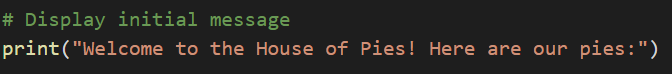 # Display initial message
print("Welcome to the House of Pies! Here are our pies:")